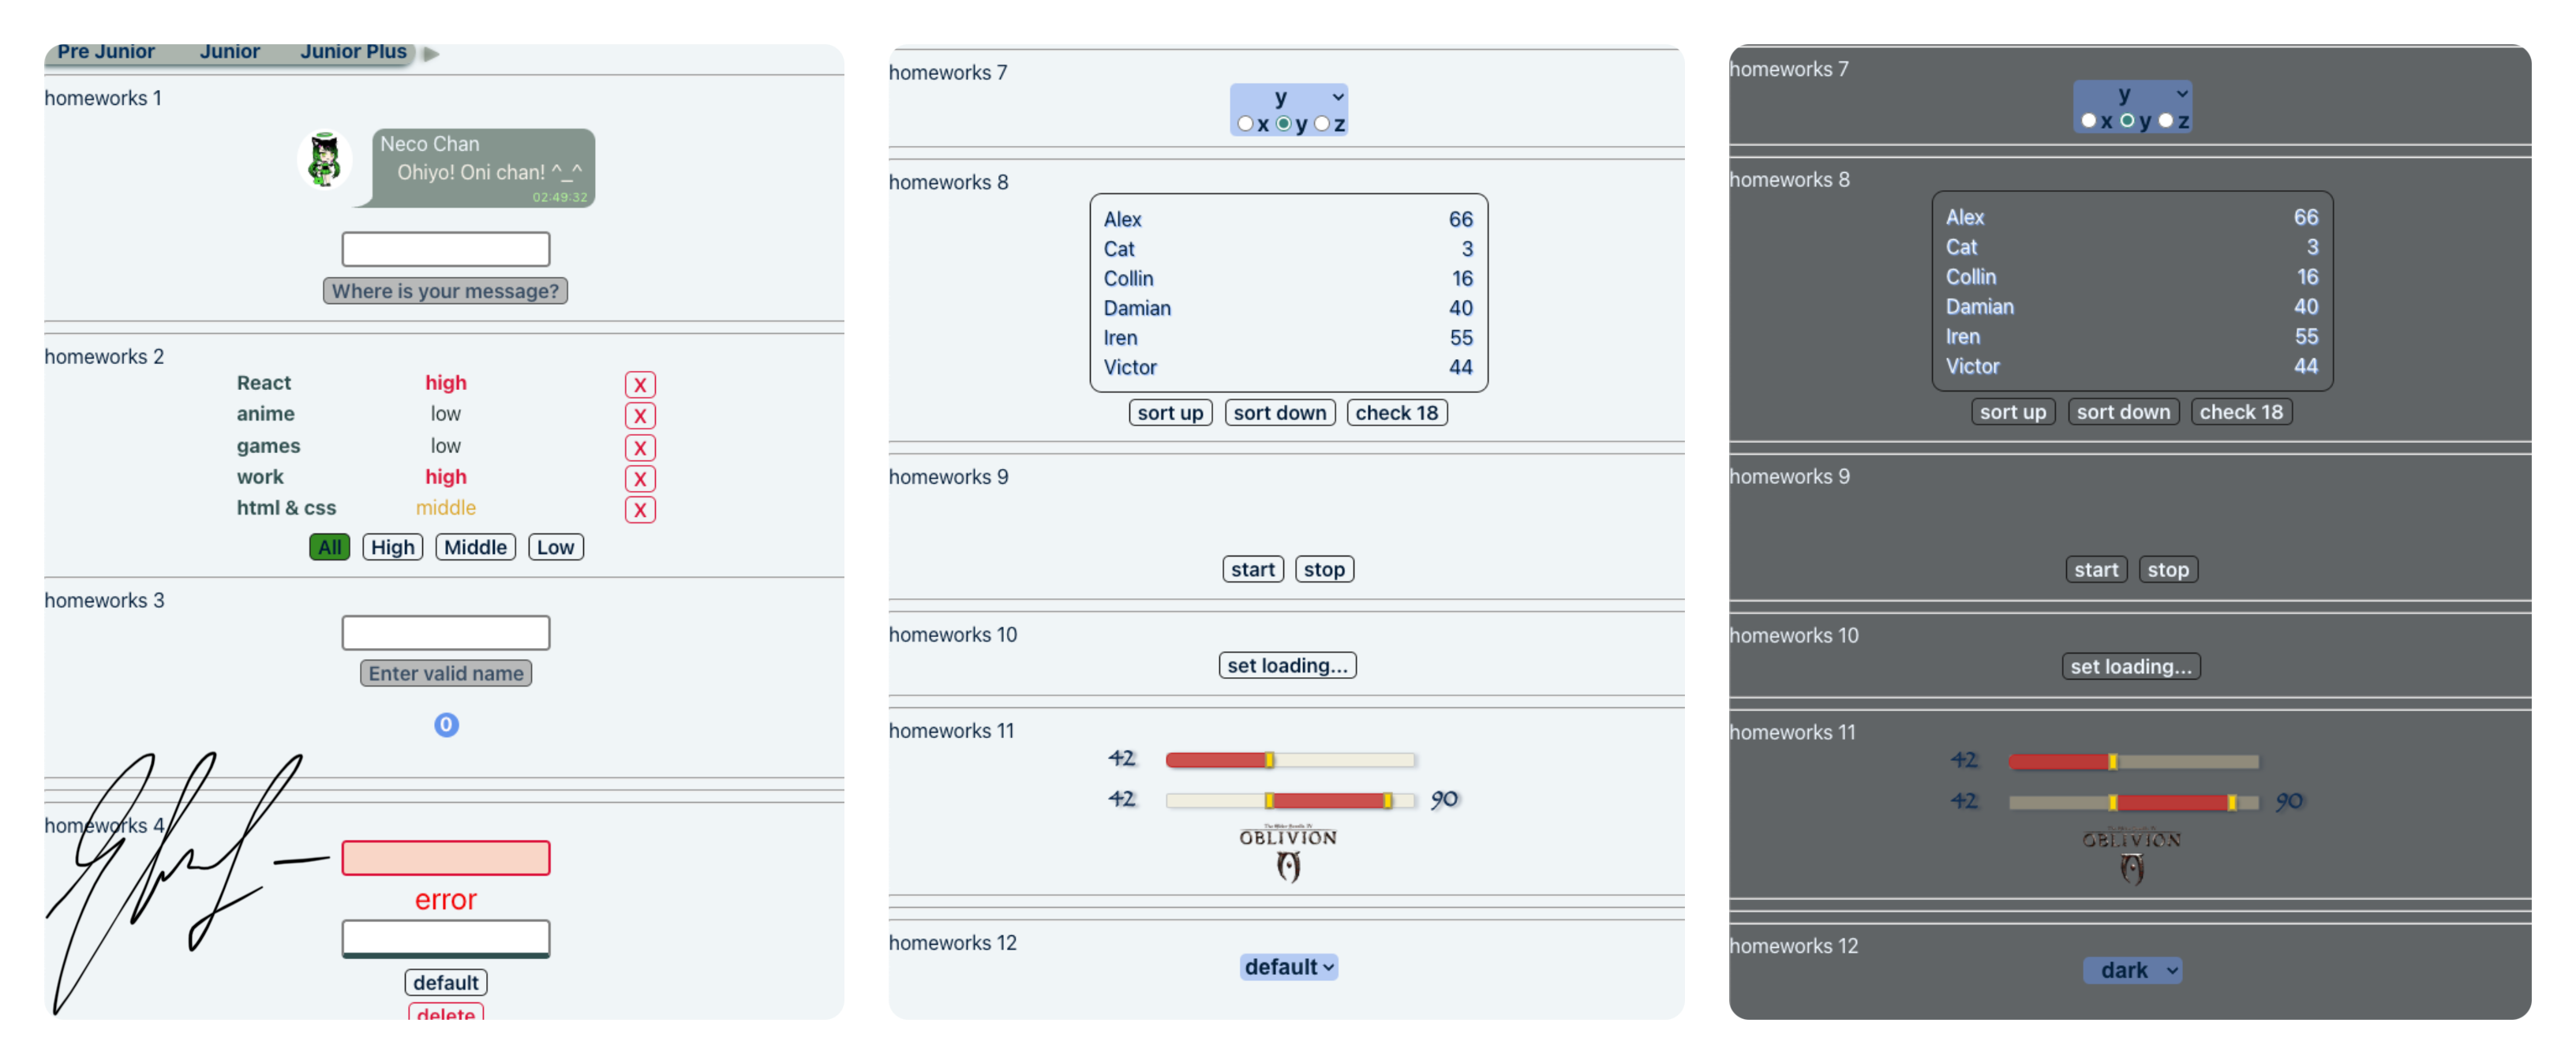 Pre Junior Junior Junior Plus
homeworks 1
Neco Chan
Ohiyo! Oni chan! ^_^
02:49:32
Where is your message?
homeworks 2
React high X
anime low X
games low X
work high X
html & css middle X
All High Middle Low
homeworks 3
Enter valid name
0
homeworks 4
error
default
delete
homeworks 7
y
x y z
homeworks 8
Alex 66
Cat 3
Collin 16
Damian 40
Iren 55
Victor 44
sort up sort down check 18
homeworks 9
start stop
homeworks 10
set loading...
homeworks 11
42
42 90
The Elder Scrolls IV
OBLIVION
homeworks 12
default
homeworks 7
y
x y z
homeworks 8
Alex 66
Cat 3
Collin 16
Damian 40
Iren 55
Victor 44
sort up sort down check 18
homeworks 9
start stop
homeworks 10
set loading...
homeworks 11
42
42 90
OBLIVION
homeworks 12
dark